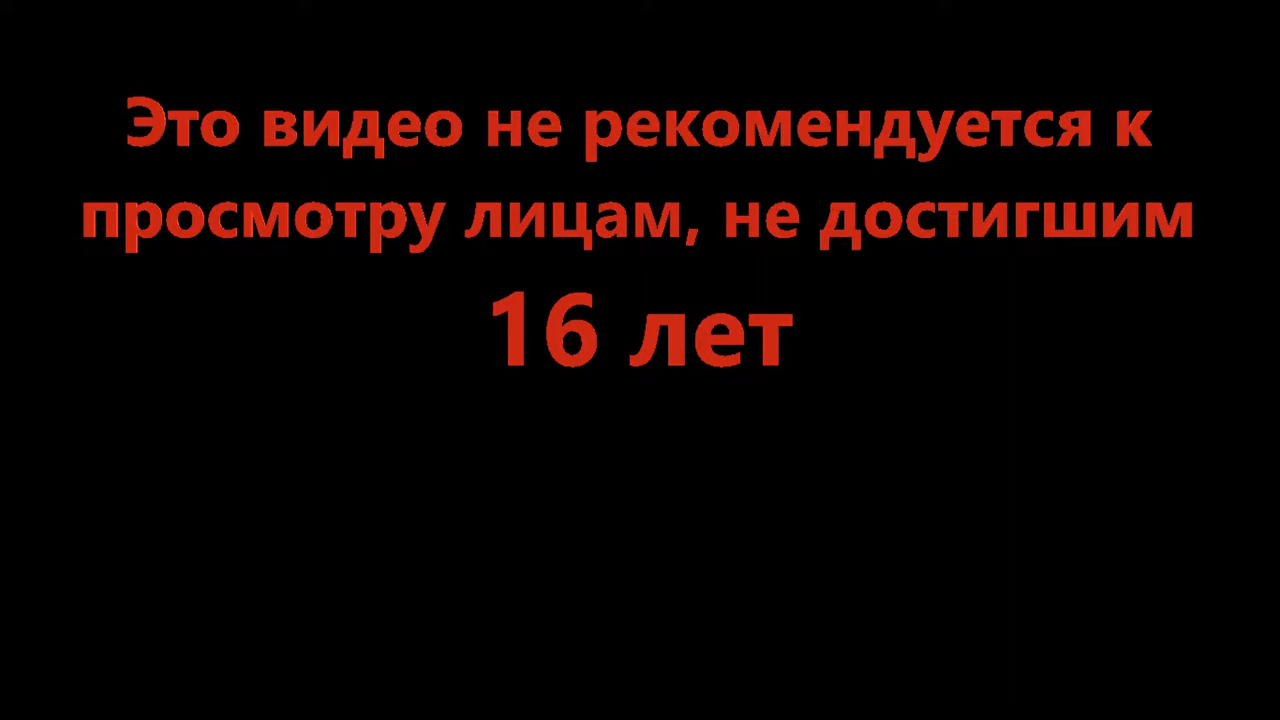 Это видео не рекомендуется к
просмотру лицам, не достигшим
16 лет